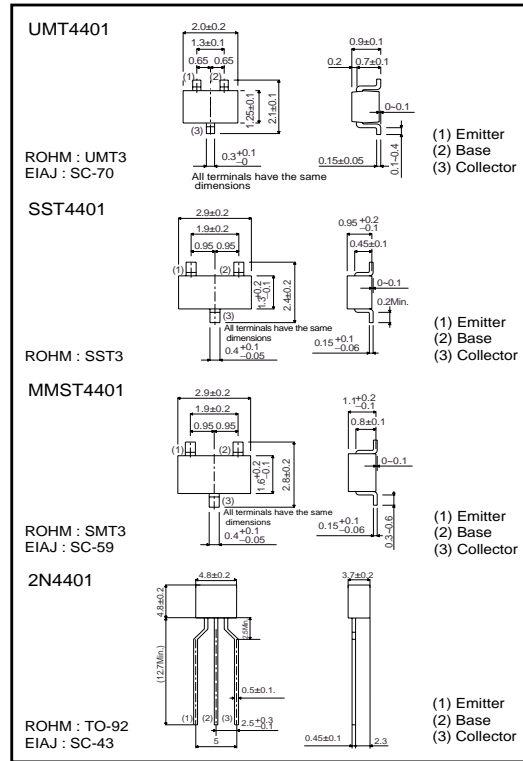 UMT4401
2.0±0.2
1.3±0.1
0.65 0.65
(1) (2)
(3)
1.25±0.1
2.1±0.1
0.3+0.1
−0
All terminals have the same
dimensions
0.9±0.1
0.2 0.7±0.1
0~0.1
0.15±0.05
0.1~0.4
ROHM : UMT3
EIAJ : SC-70
(1) Emitter
(2) Base
(3) Collector
SST4401
2.9±0.2
1.9±0.2
0.95 0.95
(1) (2)
(3)
1.3+0.2
−0.1
2.4±0.2
All terminals have the same
dimensions
0.4+0.1
−0.05
0.95 +0.2
−0.1
0.45±0.1
0~0.1
0.2Min.
0.15+0.1
−0.06
ROHM : SST3
(1) Emitter
(2) Base
(3) Collector
MMST4401
2.9±0.2
1.9±0.2
0.95 0.95
(1) (2)
(3)
1.6+0.2
−0.1
2.8±0.2
All terminals have the same
dimensions
0.4+0.1
−0.05
1.1+0.2
−0.1
0.8±0.1
0~0.1
0.15+0.1
−0.06
0.3~0.6
ROHM : SMT3
EIAJ : SC-59
(1) Emitter
(2) Base
(3) Collector
2N4401
4.8±0.2
4.8±0.2
(12.7Min.)
2.5Min.
0.5±0.1.
(1) (2) (3)
2.5+0.3
−0.1
5
3.7±0.2
0.45±0.1
2.3
ROHM : TO-92
EIAJ : SC-43
(1) Emitter
(2) Base
(3) Collector